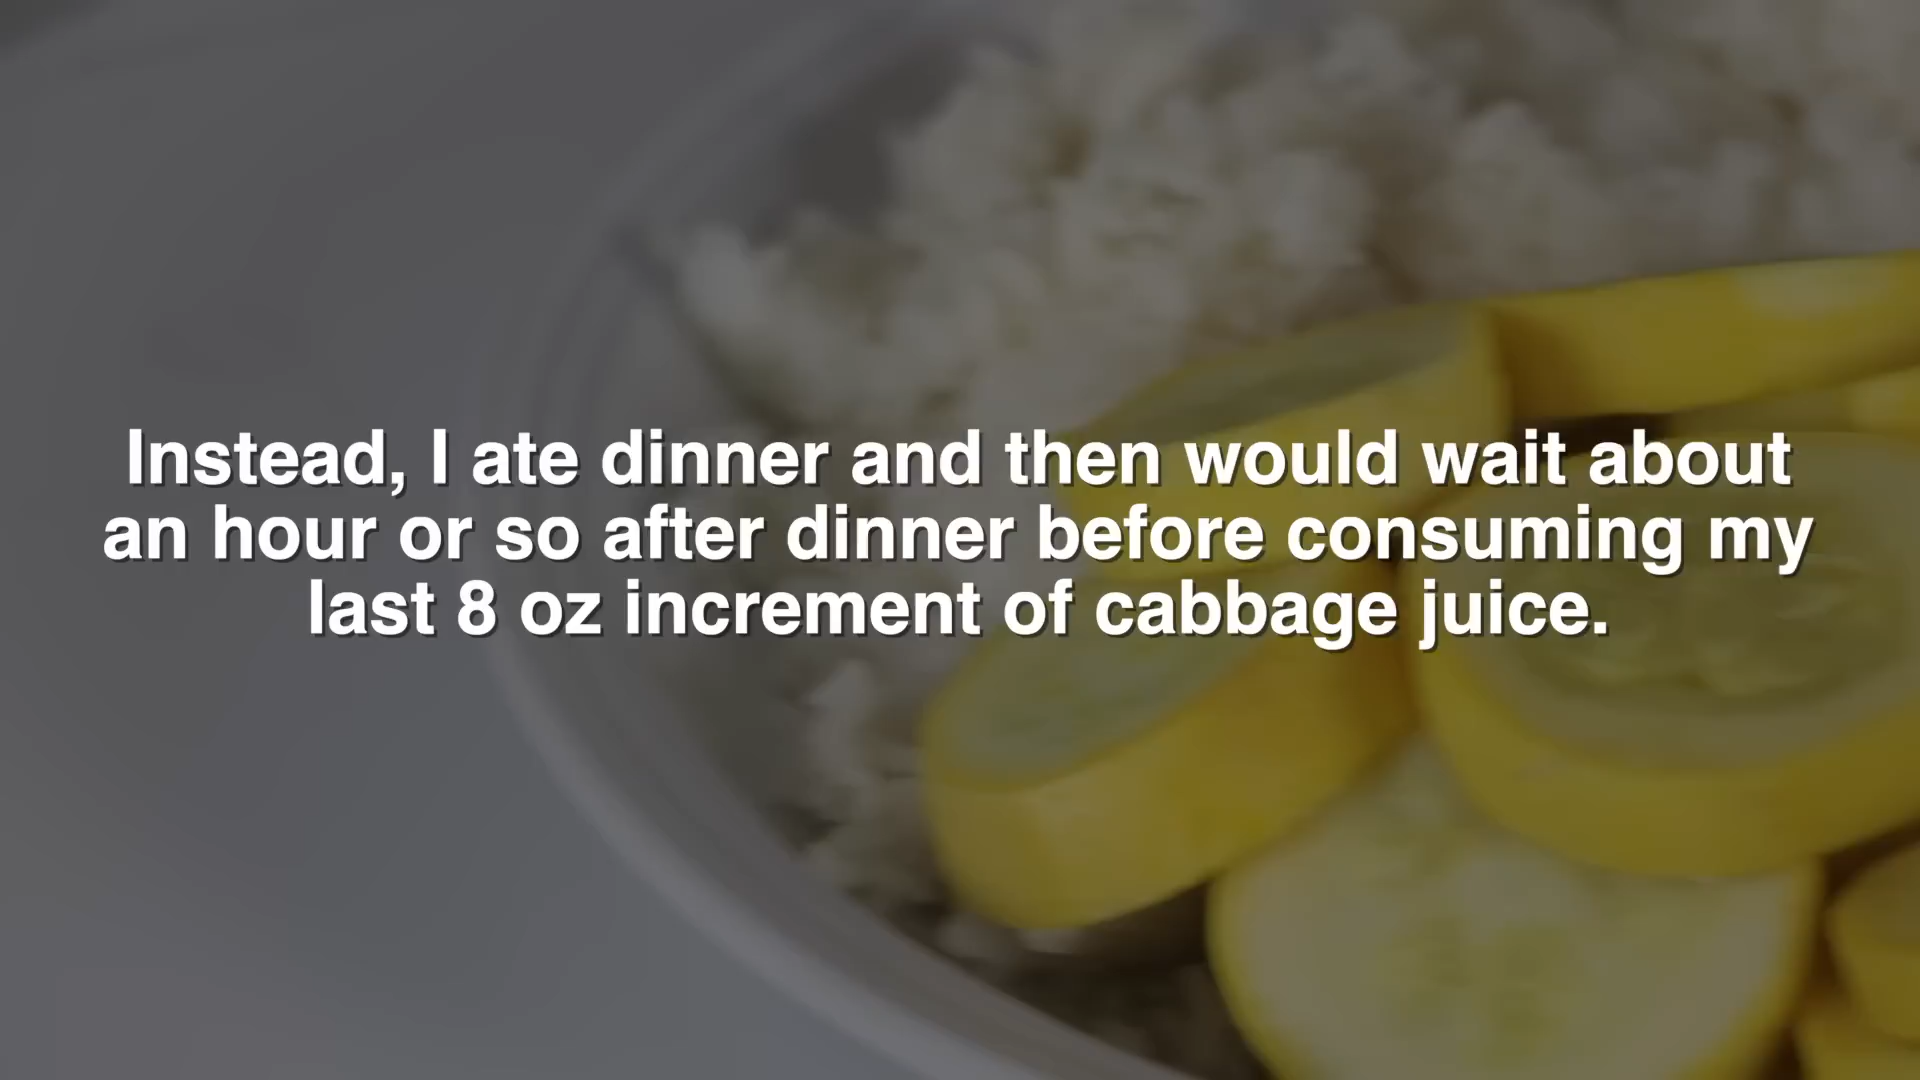 Instead, I ate dinner and then would wait about
an hour or so after dinner before consuming my
last 8 oz increment of cabbage juice.